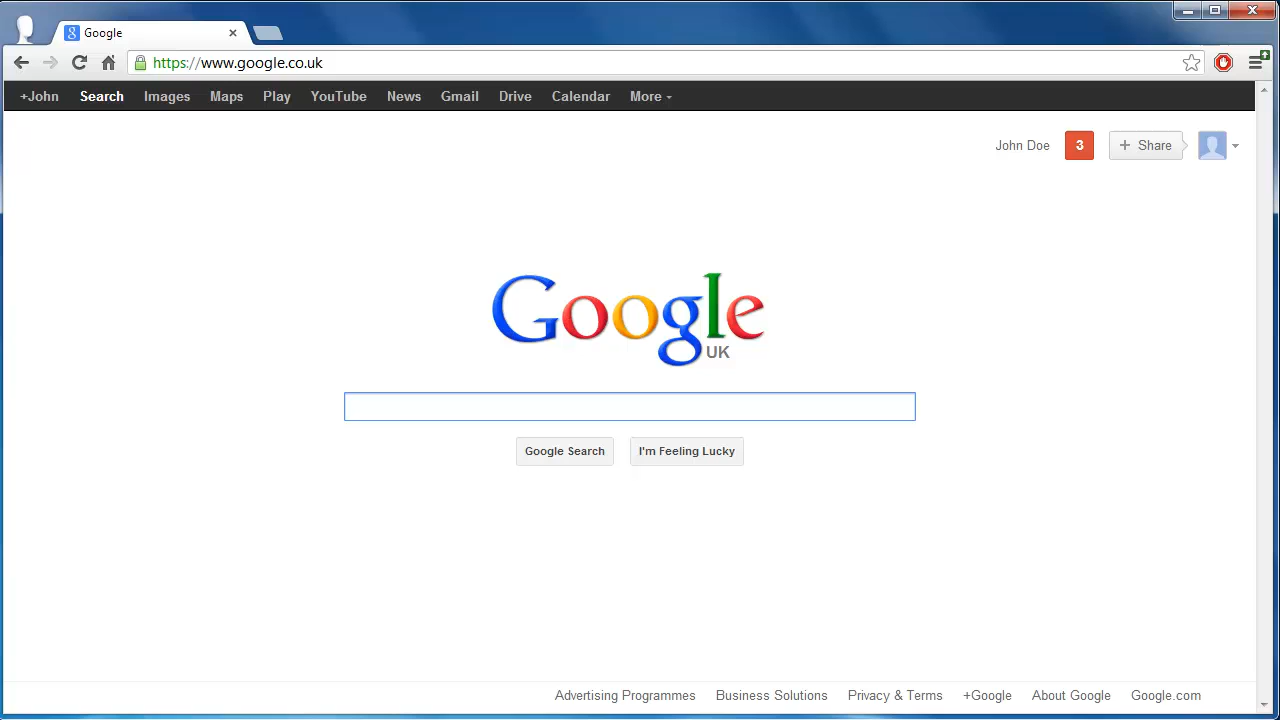 Google
https://www.google.co.uk
+John Search Images Maps Play YouTube News Gmail Drive Calendar More
John Doe 3 + Share
Google
UK
Google Search I'm Feeling Lucky
Advertising Programmes Business Solutions Privacy & Terms +Google About Google Google.com